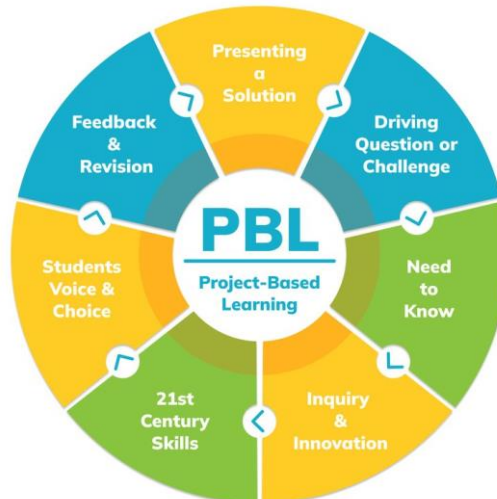 Presenting
a
Solution
Driving
Question or
Challenge
Need
to
Know
Inquiry
&
Innovation
21st
Century
Skills
Students
Voice &
Choice
Feedback
&
Revision
PBL
Project-Based
Learning